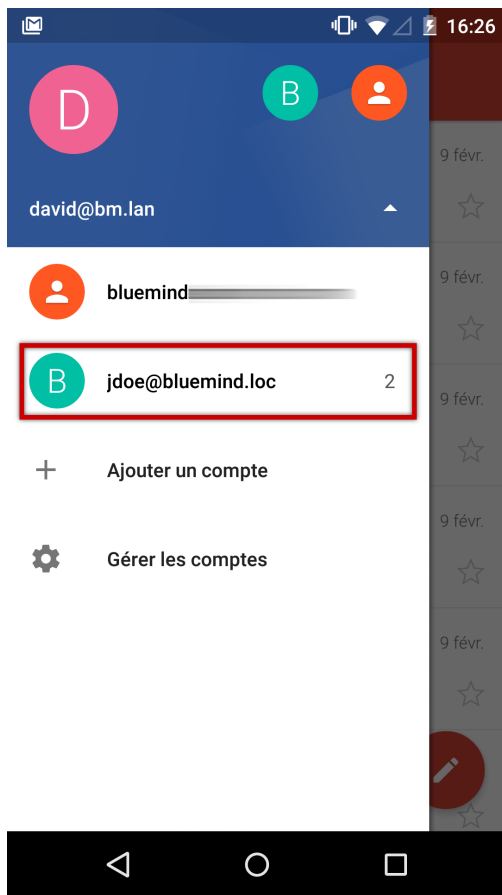 16:26
D
B
david@bm.lan
bluemind
jdoe@bluemind.loc 2
B
Ajouter un compte
Gérer les comptes
9 févr.
9 févr.
9 févr.
9 févr.
9 févr.